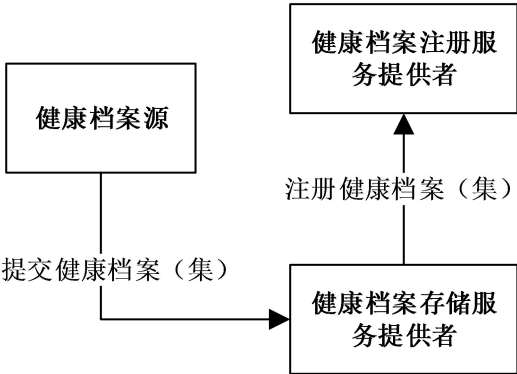 健康档案注册服
务提供者
健康档案源
注册健康档案（集）
提交健康档案（集）
健康档案存储服
务提供者